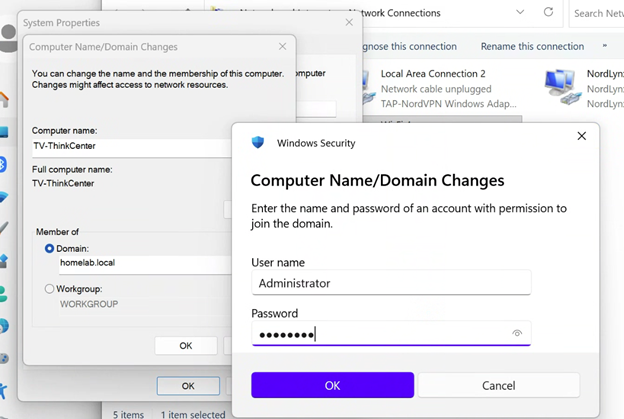 System Properties
Network Connections
Search Netw
Computer Name/Domain Changes
gnose this connection
Rename this connection
»
You can change the name and the membership of this computer.
Changes might affect access to network resources.
omputer
Local Area Connection 2
Network cable unplugged
TAP-NordVPN Windows Adap...
NordLynx
NordLynx
Computer name:
TV-ThinkCenter
Full computer name:
TV-ThinkCenter
Member of
Domain:
homelab.local
Workgroup:
WORKGROUP
OK
OK
Windows Security
Computer Name/Domain Changes
Enter the name and password of an account with permission to
join the domain.
User name
Administrator
Password
●●●●●●●●
OK
Cancel
5 items
1 item selected